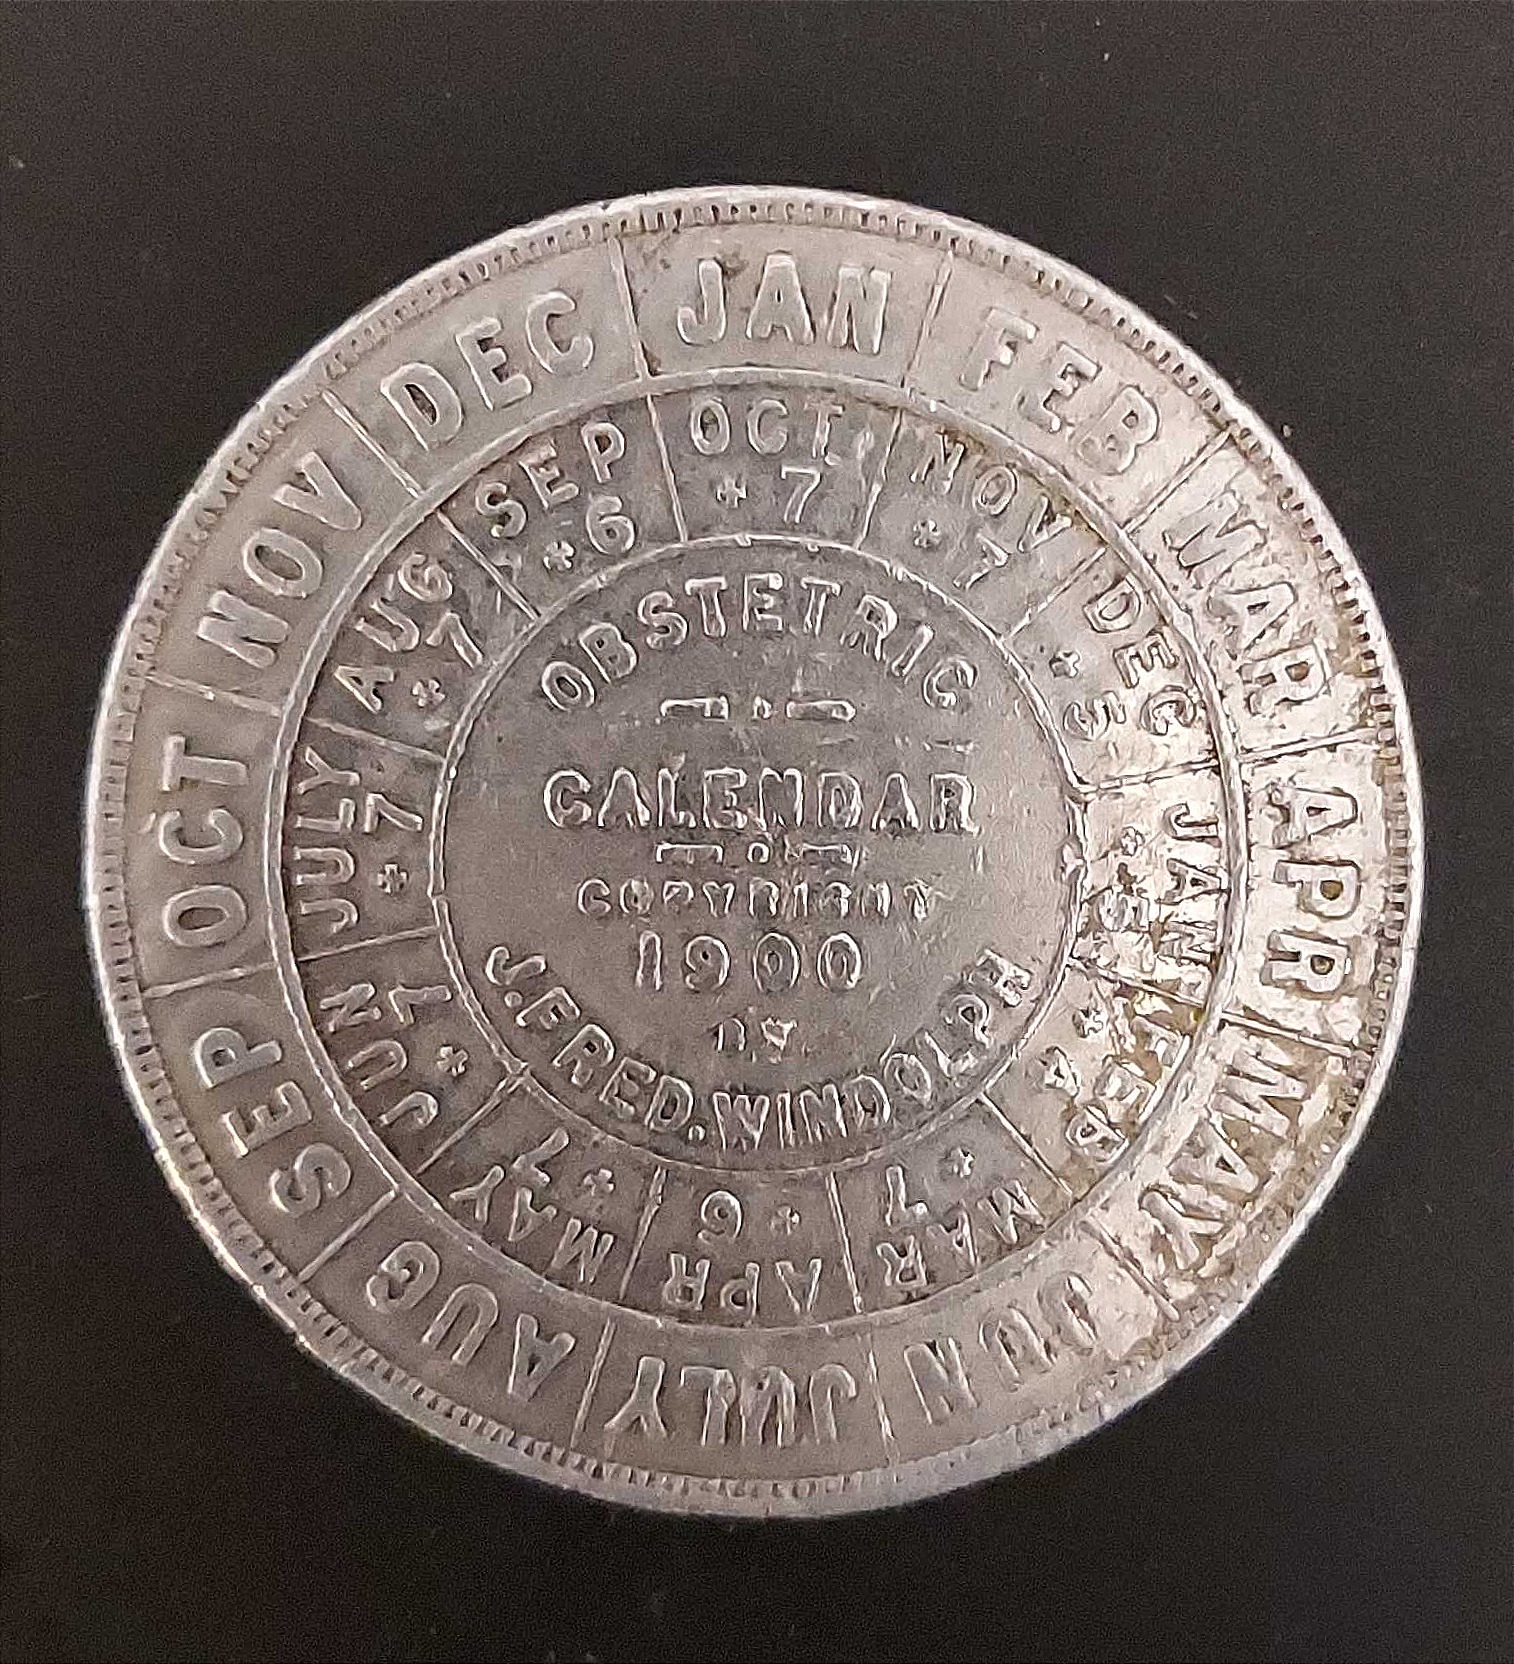 JAN
FEB
MAR
APR
MAY
JUN
JULY
AUG
SEP
OCT
NOV
DEC
OCT.
+ 7
NOV
+ 7
DEC
+ 5
JAN
+ 5
FEB
+ 4
MAR
+ 7
APR
+ 6
MAY
+ 7
JUN
+ 7
JULY
+ 7
AUG
+ 7
SEP
+ 6
OBSTETRIC
CALENDAR
COPYRIGHT
1900
BY
J. FRED. WINDOLPH